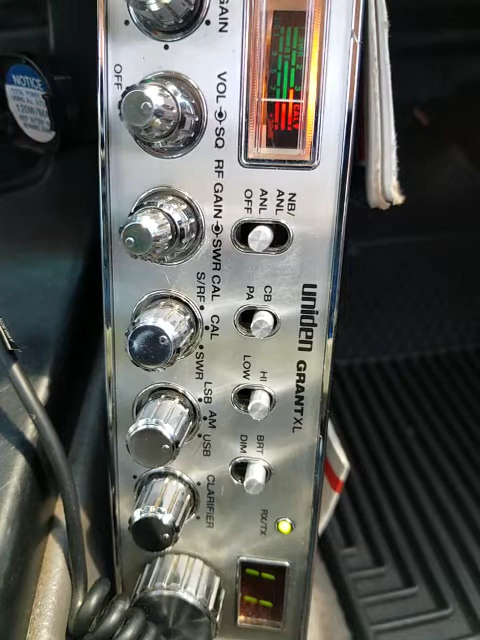 GAIN
OFF
VOL
SQ
RF GAIN
SWR CAL
S/RF
CAL
SWR
LSB
AM
USB
CLARIFIER
NB/
ANL
ANL
OFF
CB
PA
HI
LOW
BRT
DIM
RX/TX
uniden GRANT XL
11
NOTICE